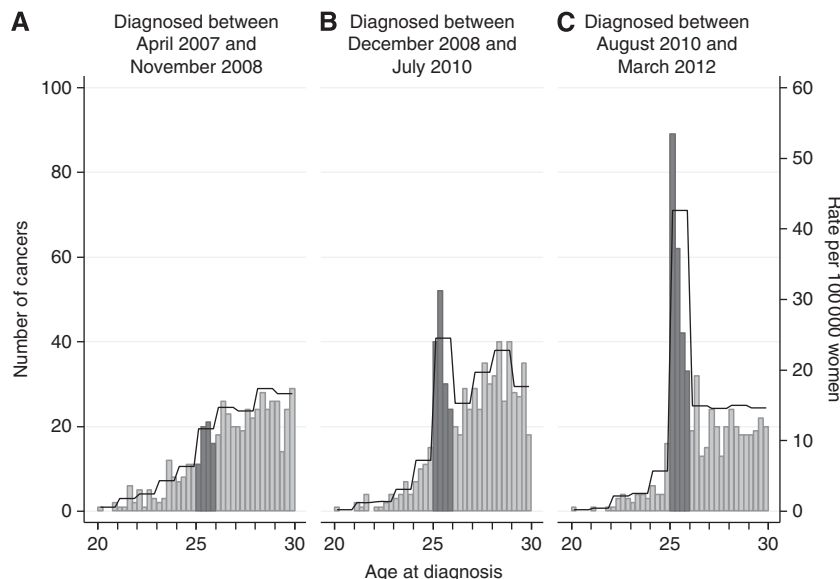 A
Diagnosed between
April 2007 and
November 2008
B
Diagnosed between
December 2008 and
July 2010
C
Diagnosed between
August 2010 and
March 2012
Number of cancers
100
80
60
40
20
0
60
50
40
30
20
10
0
Rate per 100 000 women
20
25
30
20
25
30
20
25
30
Age at diagnosis